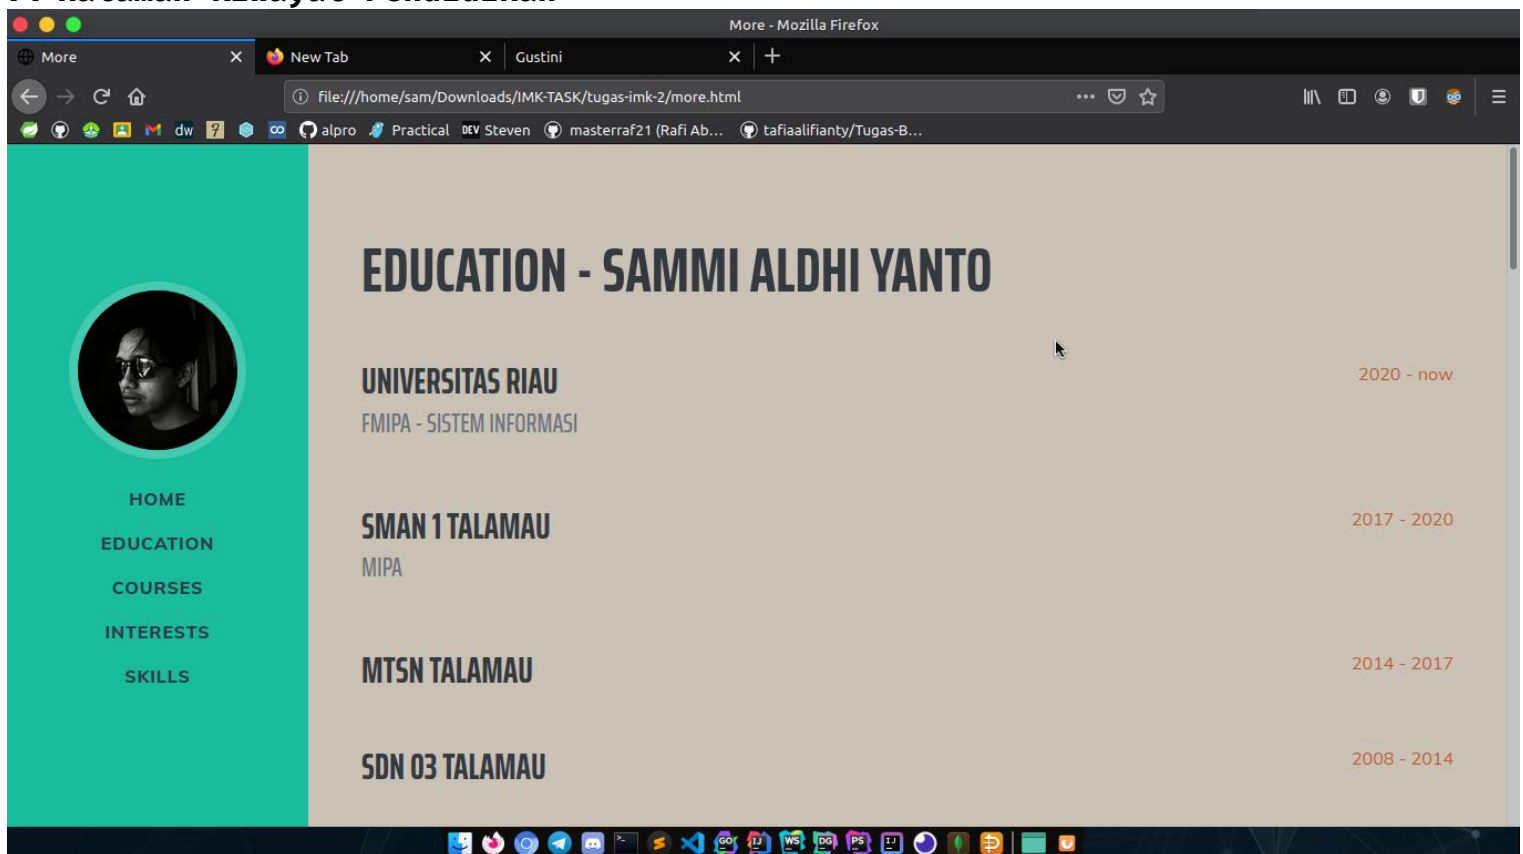 More - Mozilla Firefox
More
New Tab
Gustini
file:///home/sam/Downloads/IMK-TASK/tugas-imk-2/more.html
alpro
Practical
DEV Steven
masterraf21 (Rafi Ab...
tafiaalifianty/Tugas-B...
EDUCATION - SAMMI ALDHI YANTO
UNIVERSITAS RIAU
2020 - now
FMIPA - SISTEM INFORMASI
SMAN 1 TALAMAU
2017 - 2020
MIPA
MTSN TALAMAU
2014 - 2017
SDN 03 TALAMAU
2008 - 2014
HOME
EDUCATION
COURSES
INTERESTS
SKILLS